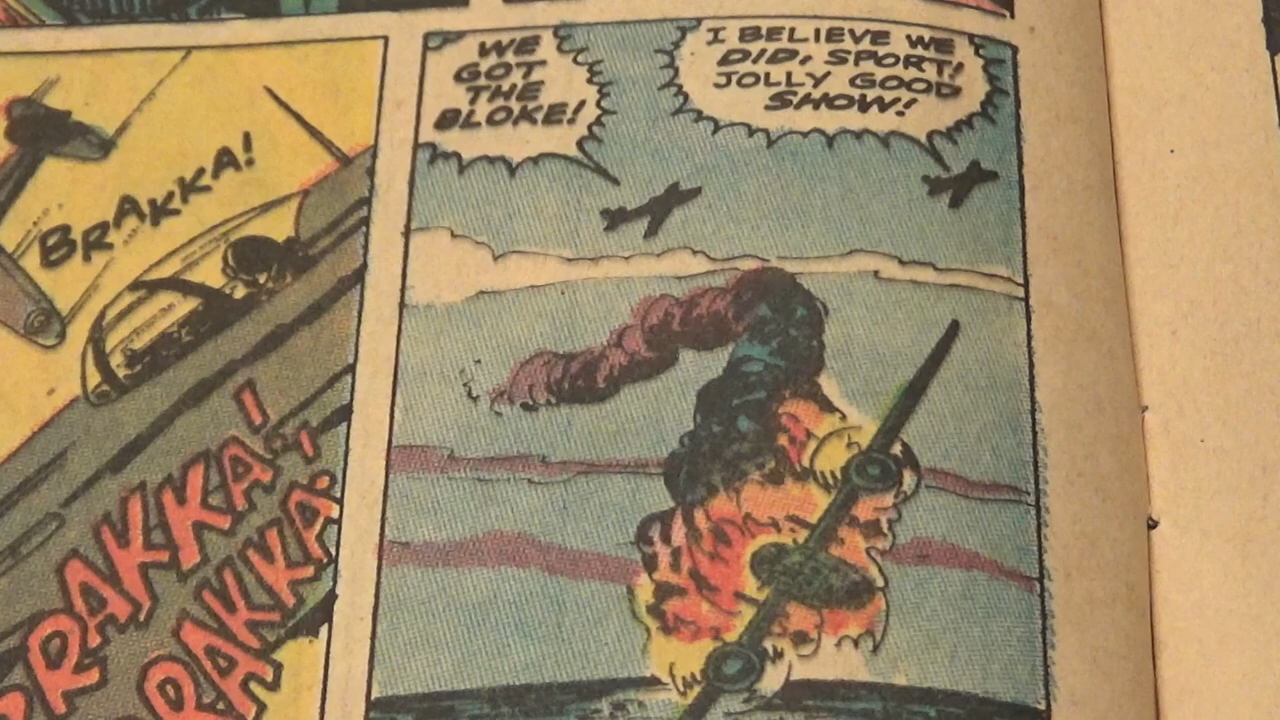 BRAKKA!
BRAKKA!
BRAKKA!
WE
GOT
THE
BLOKE!
I BELIEVE WE
DID, SPORT!
JOLLY GOOD
SHOW!